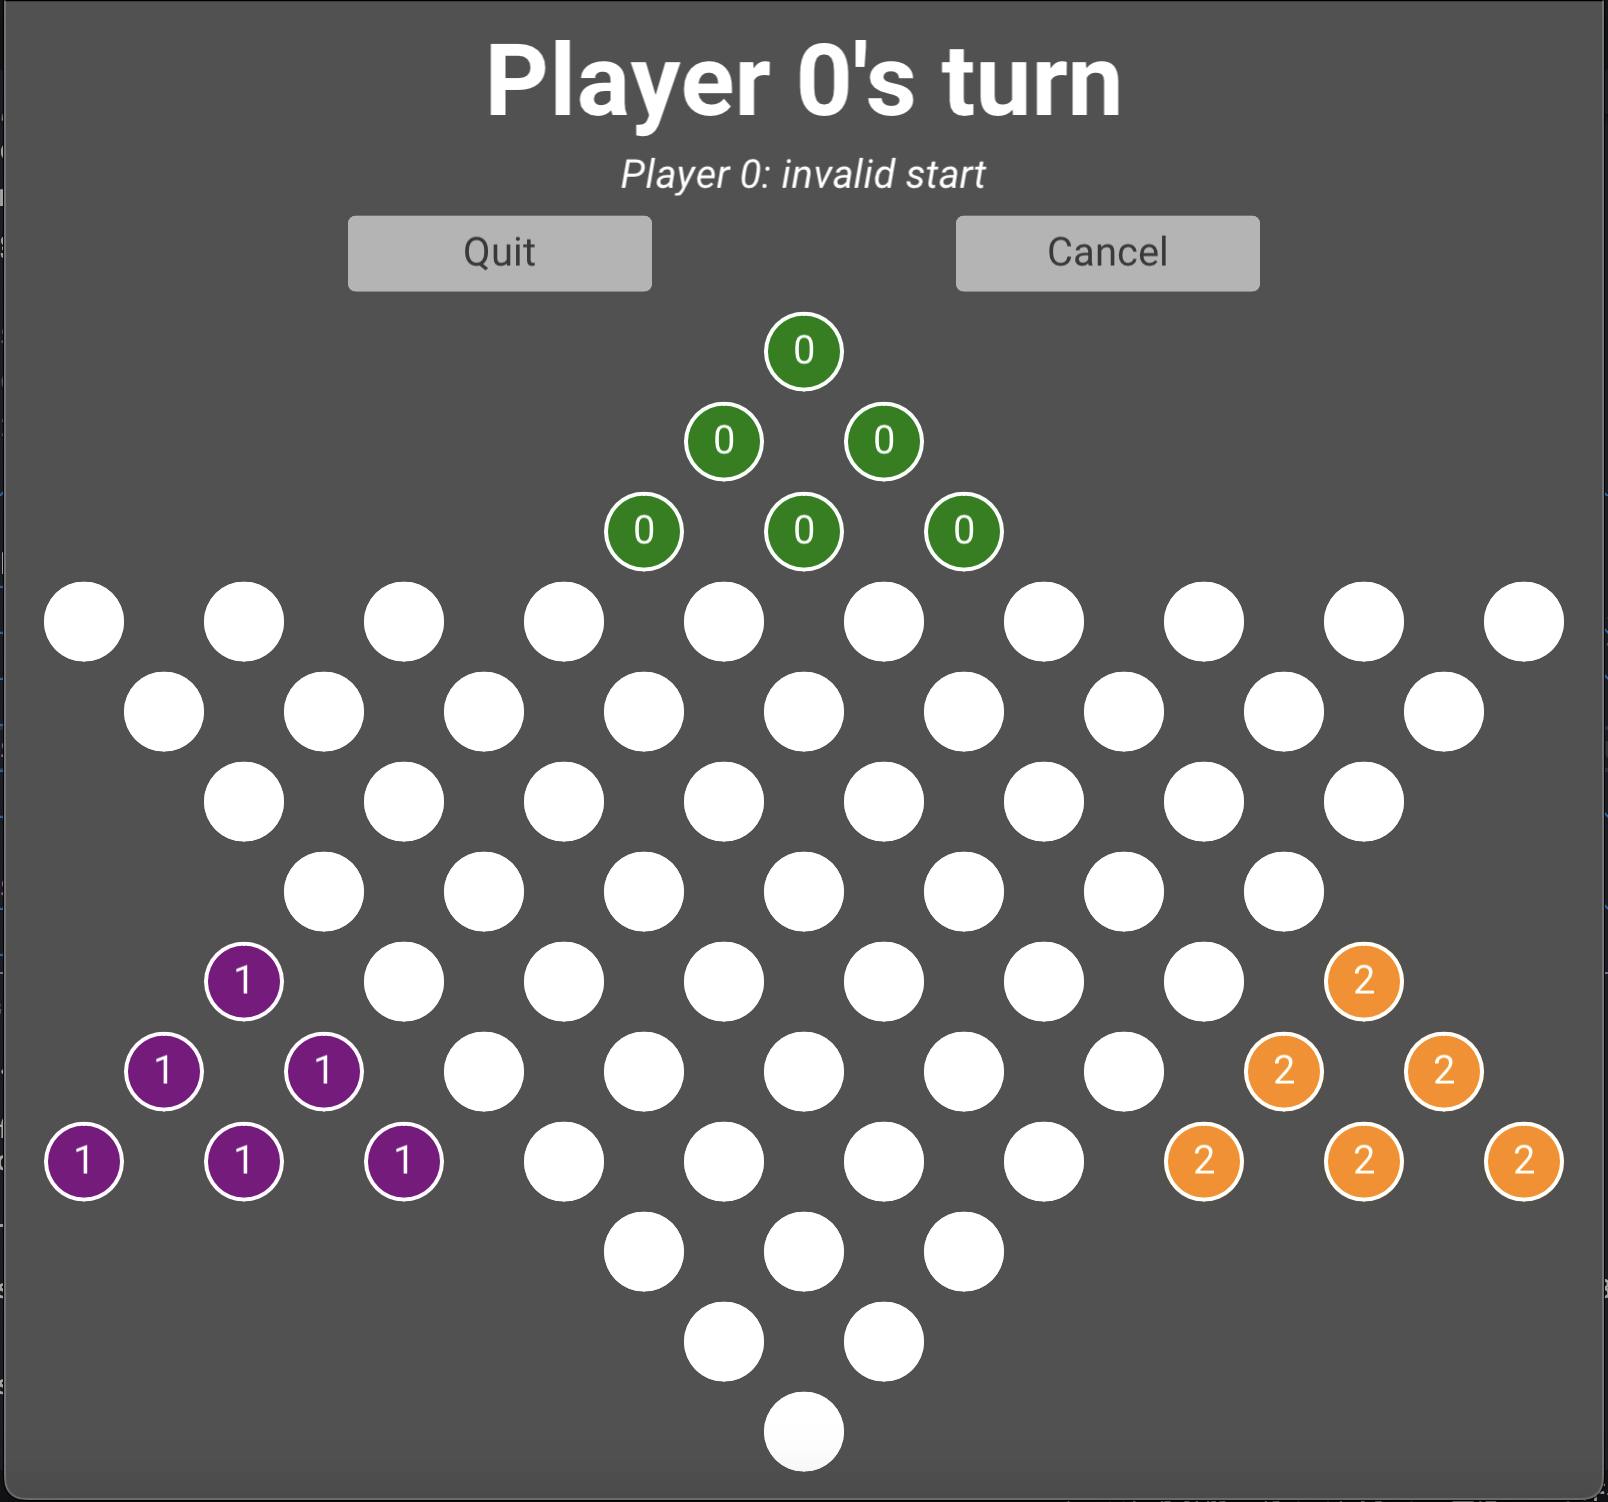 Player 0's turn
Player 0: invalid start
Quit Cancel
0
0 0
0 0 0
1 2
1 1 2 2
1 1 1 2 2 2